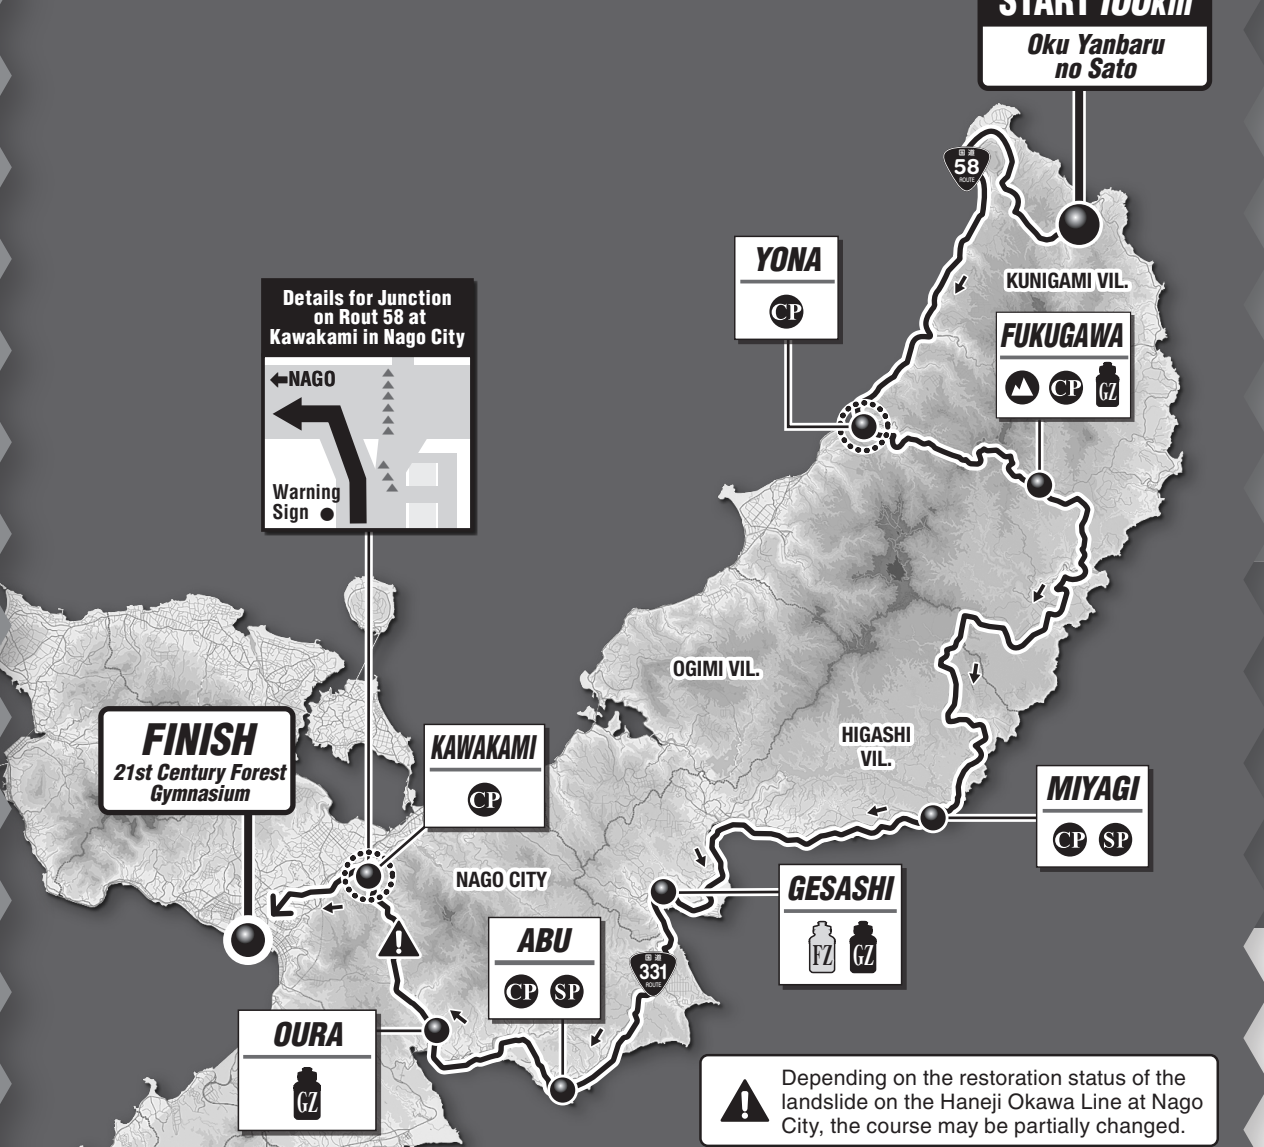 START 100km
Oku Yanbaru
no Sato
国道
58
ROUTE
YONA
CP
KUNIGAMI VIL.
FUKUGAWA
CP GZ
Details for Junction
on Rout 58 at
Kawakami in Nago City
←NAGO
Warning
Sign ●
OGIMI VIL.
HIGASHI
VIL.
FINISH
21st Century Forest
Gymnasium
KAWAKAMI
CP
MIYAGI
CP SP
NAGO CITY
GESASHI
FZ GZ
ABU
CP SP
国道
331
ROUTE
OURA
GZ
Depending on the restoration status of the
landslide on the Haneji Okawa Line at Nago
City, the course may be partially changed.